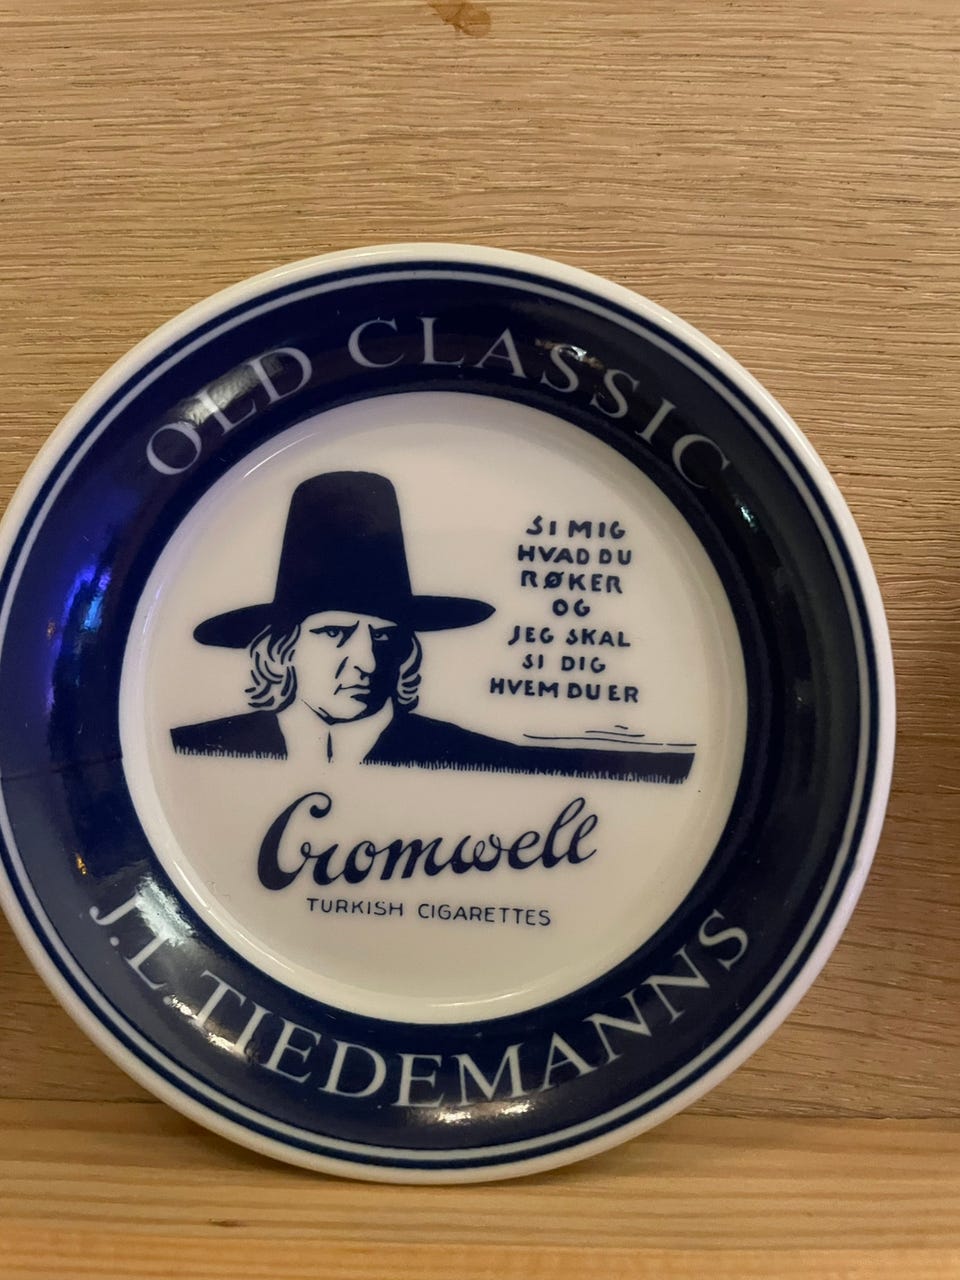 OLD CLASSIC
SI MIG
HVAD DU
RØKER
OG
JEG SKAL
SI DIG
HVEM DU ER
Cromwell
TURKISH CIGARETTES
J.L. TIEDEMANNS